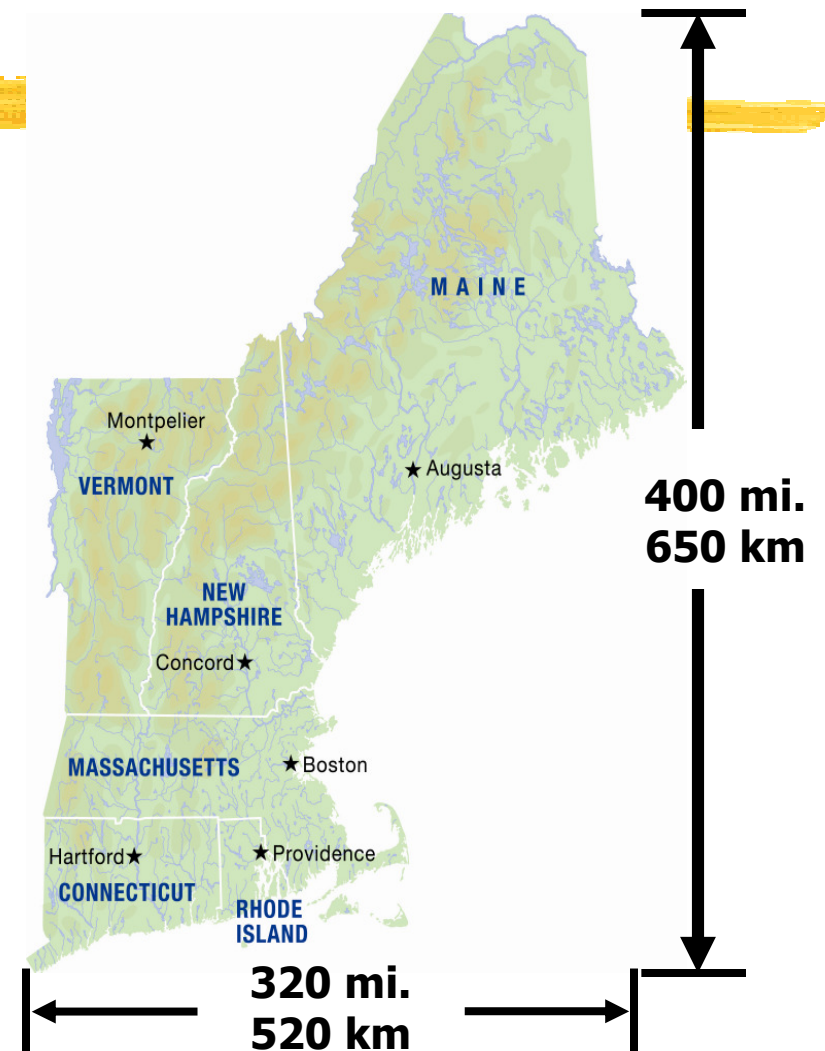 MAINE
Montpelier
VERMONT
Augusta
400 mi.
650 km
NEW
HAMPSHIRE
Concord
MASSACHUSETTS
Boston
Hartford
Providence
CONNECTICUT
RHODE
ISLAND
320 mi.
520 km